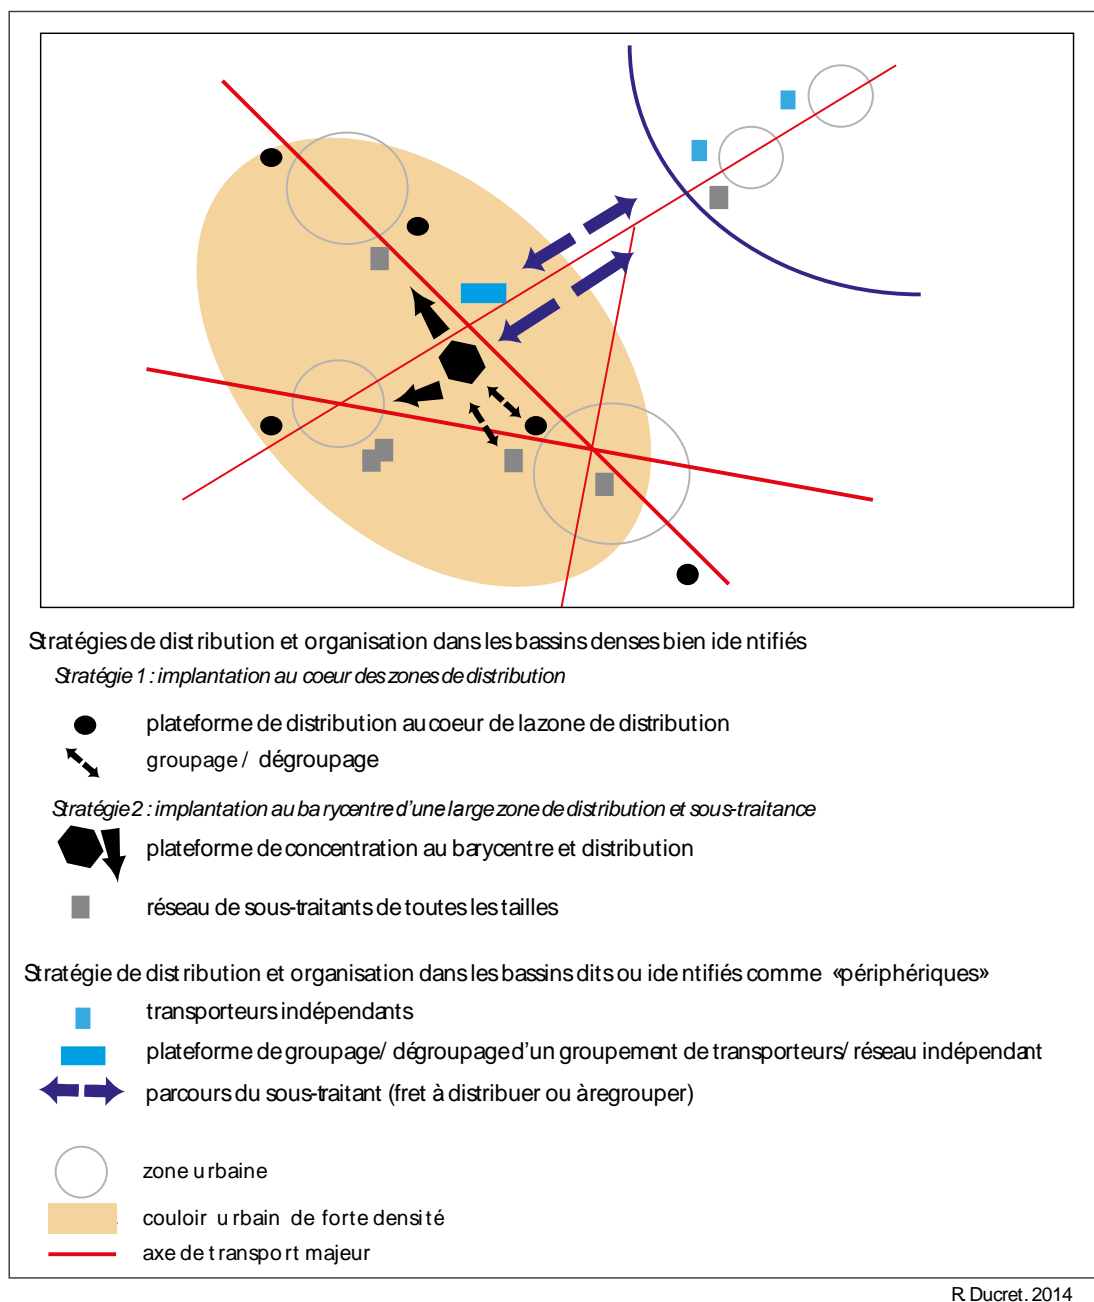 Stratégies de distribution et organisation dans les bassins denses bien identifiés
Stratégie 1 : implantation au coeur des zones de distribution
plateforme de distribution au coeur de la zone de distribution
groupage / dégroupage
Stratégie 2 : implantation au barycentre d'une large zone de distribution et sous-traitance
plateforme de concentration au barycentre et distribution
réseau de sous-traitants de toutes les tailles
Stratégie de distribution et organisation dans les bassins dits ou identifiés comme «périphériques»
transporteurs indépendants
plateforme de groupage/ dégroupage d'un groupement de transporteurs/ réseau indépendant
parcours du sous-traitant (fret à distribuer ou à regrouper)
zone urbaine
couloir urbain de forte densité
axe de transport majeur
R. Ducret. 2014